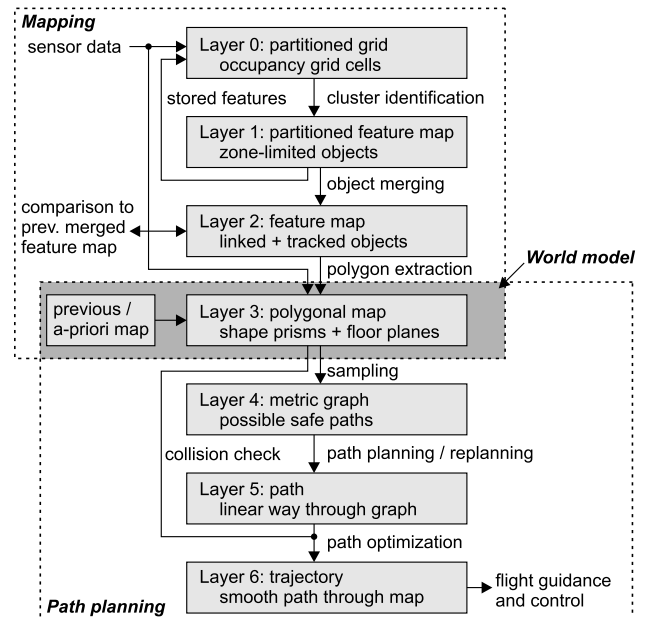 Mapping
sensor data
Layer 0: partitioned grid
occupancy grid cells
stored features
cluster identification
Layer 1: partitioned feature map
zone-limited objects
object merging
comparison to
prev. merged
feature map
Layer 2: feature map
linked + tracked objects
polygon extraction
World model
previous /
a-priori map
Layer 3: polygonal map
shape prisms + floor planes
sampling
Layer 4: metric graph
possible safe paths
collision check
path planning / replanning
Layer 5: path
linear way through graph
path optimization
Layer 6: trajectory
smooth path through map
flight guidance
and control
Path planning